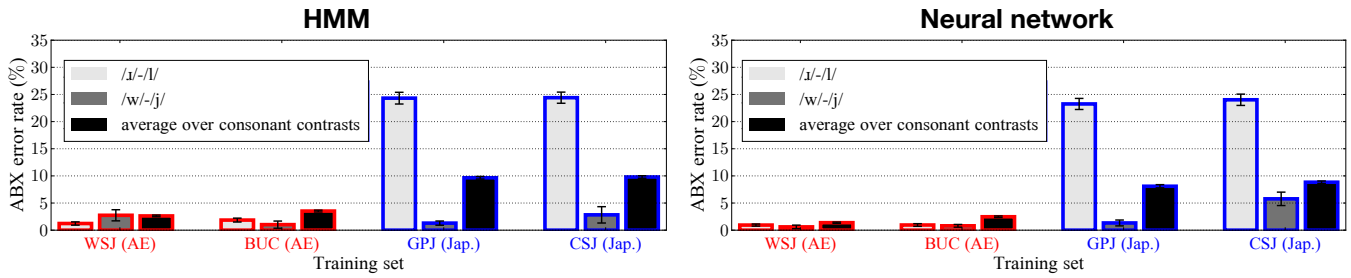 HMM
ABX error rate (%)
35
30
25
20
15
10
5
0
/ɹ/-/l/
/w/-/j/
average over consonant contrasts
WSJ (AE)
BUC (AE)
GPJ (Jap.)
CSJ (Jap.)
Training set
Neural network
ABX error rate (%)
35
30
25
20
15
10
5
0
/ɹ/-/l/
/w/-/j/
average over consonant contrasts
WSJ (AE)
BUC (AE)
GPJ (Jap.)
CSJ (Jap.)
Training set